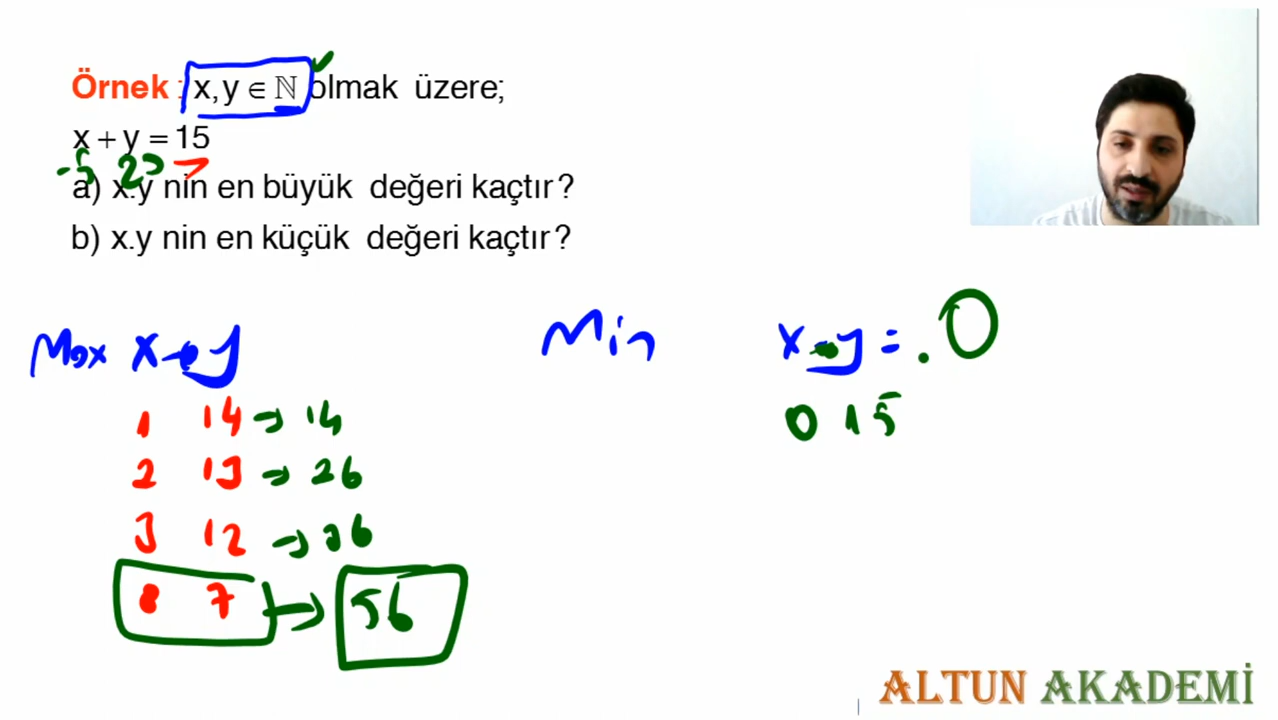 Örnek : x,y ∈ ℕ olmak üzere;
x + y = 15
-5 20
a) x.y nin en büyük değeri kaçtır?
b) x.y nin en küçük değeri kaçtır?
Max x.y
1 14 → 14
2 13 → 26
3 12 → 36
8 7 → 56
Min x.y = 0
0 15
ALTUN AKADEMİ